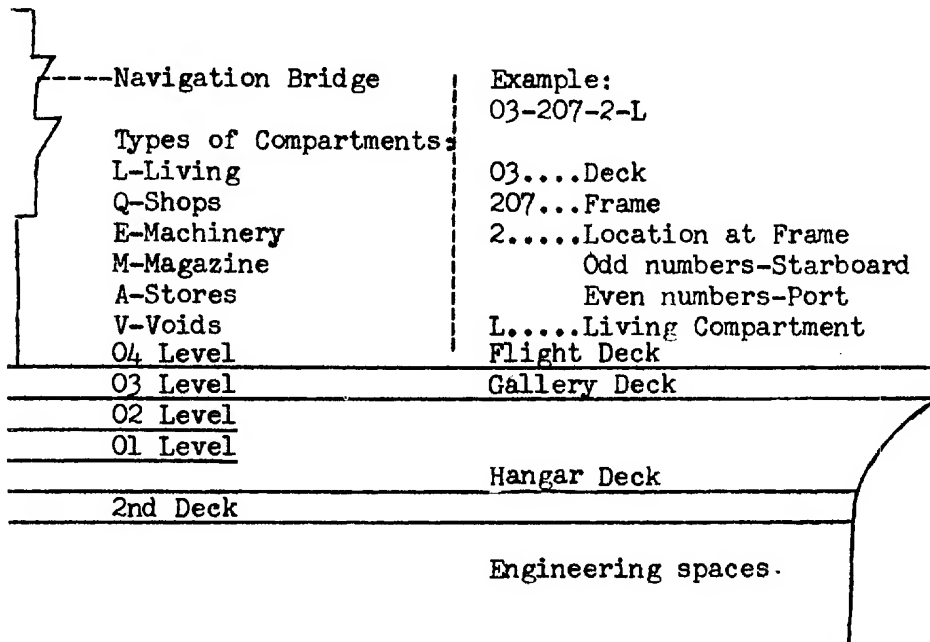 Navigation Bridge
Types of Compartments:
L-Living
Q-Shops
E-Machinery
M-Magazine
A-Stores
V-Voids
Example:
03-207-2-L
03....Deck
207...Frame
2.....Location at Frame
Odd numbers-Starboard
Even numbers-Port
L.....Living Compartment
04 Level Flight Deck
03 Level Gallery Deck
02 Level
01 Level
Hangar Deck
2nd Deck
Engineering spaces.